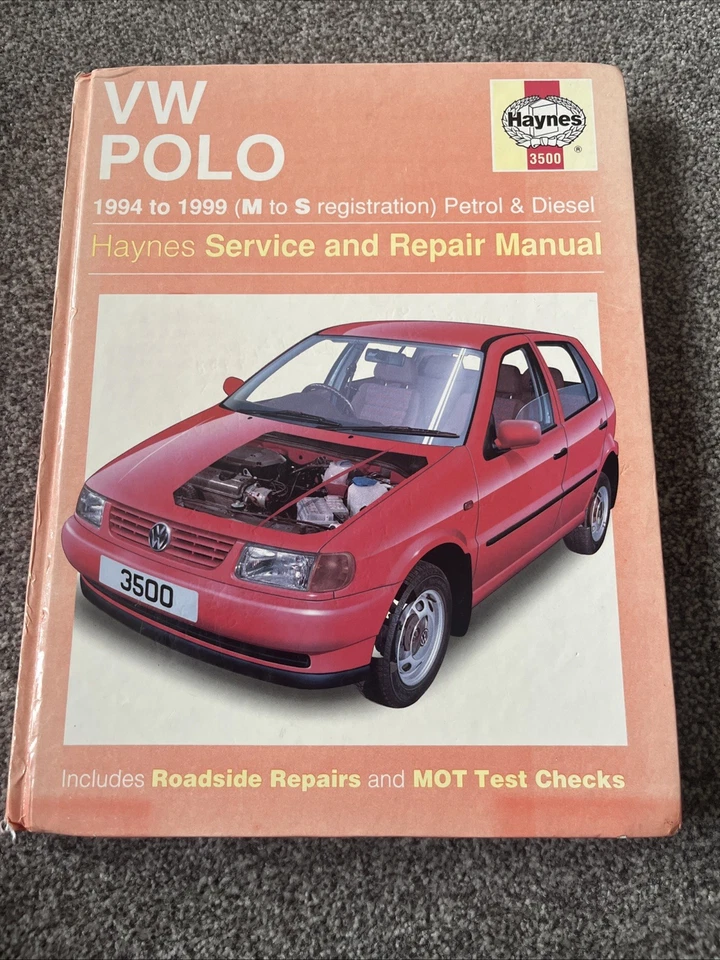 VW
POLO
Haynes
3500
®
1994 to 1999 (M to S registration) Petrol & Diesel
Haynes Service and Repair Manual
3500
Includes Roadside Repairs and MOT Test Checks